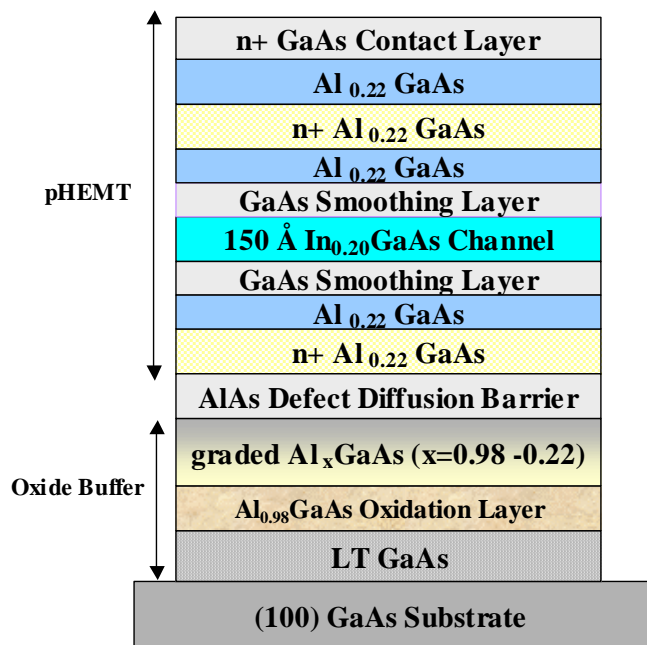 n+ GaAs Contact Layer
Al 0.22 GaAs
n+ Al 0.22 GaAs
Al 0.22 GaAs
pHEMT
GaAs Smoothing Layer
150 Å In0.20GaAs Channel
GaAs Smoothing Layer
Al 0.22 GaAs
n+ Al 0.22 GaAs
AlAs Defect Diffusion Barrier
graded Al xGaAs (x=0.98 -0.22)
Oxide Buffer
Al0.98GaAs Oxidation Layer
LT GaAs
(100) GaAs Substrate